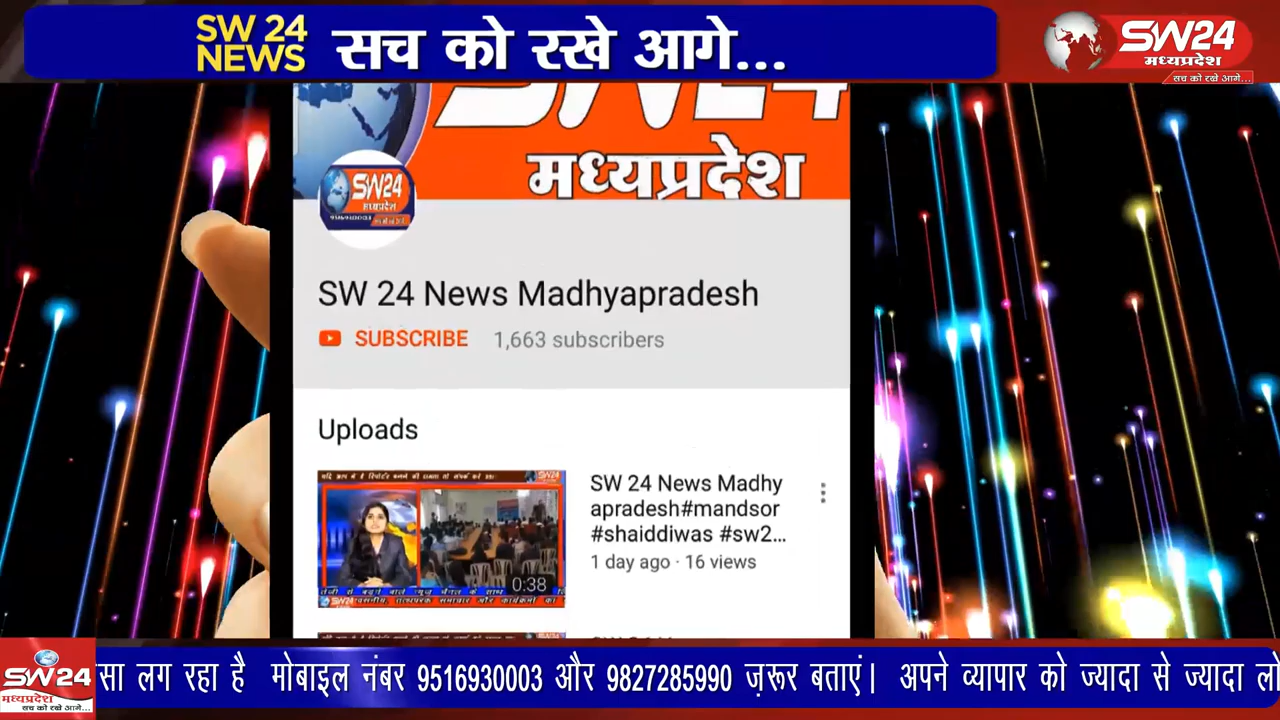 SW 24
NEWS
सच को रखे आगे...
SW24
मध्यप्रदेश
सच को रखे आगे...
मध्यप्रदेश
SW24
मध्यप्रदेश
SW 24 News Madhyapradesh
SUBSCRIBE 1,663 subscribers
Uploads
SW 24 News Madhy
apradesh#mandsor
#shaiddiwas #sw2...
1 day ago · 16 views
0:38
SW24
मध्यप्रदेश
सच को रखे आगे...
सा लग रहा है मोबाइल नंबर 9516930003 और 9827285990 ज़रूर बताएं| अपने व्यापार को ज्यादा से ज्यादा लो